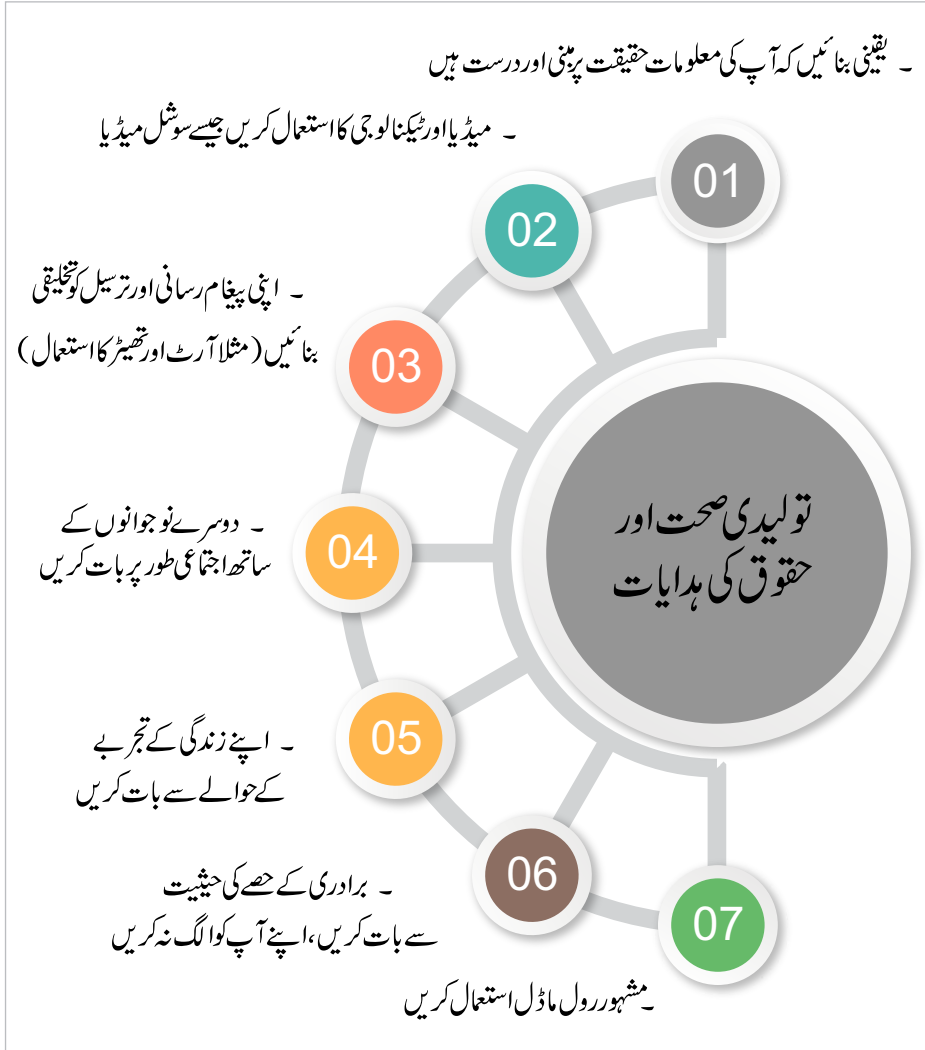 ۔ یقینی بنائیں کہ آپ کی معلومات حقیقت پر مبنی اور درست ہیں
01
۔ میڈیا اور ٹیکنالوجی کا استعمال کریں جیسے سوشل میڈیا
02
۔ اپنی پیغام رسانی اور ترسیل کو تخلیقی
بنائیں (مثلا آرٹ اور تھیٹر کا استعمال)
03
تولیدی صحت اور
حقوق کی ہدایات
۔ دوسرے نوجوانوں کے
ساتھ اجتماعی طور پر بات کریں
04
۔ اپنے زندگی کے تجربے
کے حوالے سے بات کریں
05
۔ برادری کے حصے کی حیثیت
سے بات کریں، اپنے آپ کو الگ نہ کریں
06
۔مشہور رول ماڈل استعمال کریں
07